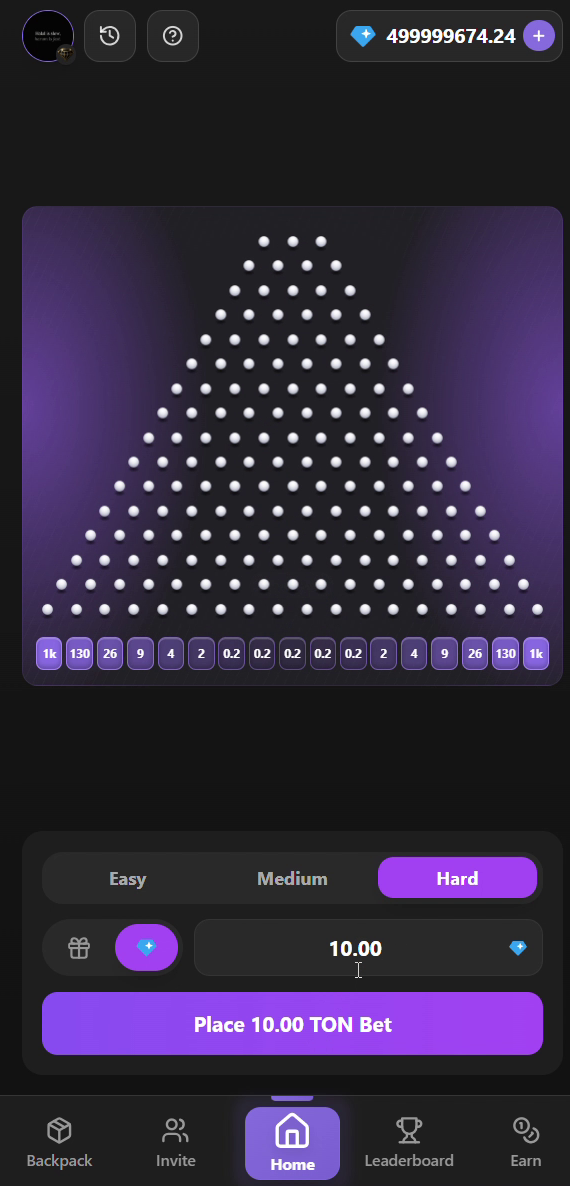 499999674.24
1k 130 26 9 4 2 0.2 0.2 0.2 0.2 0.2 2 4 9 26 130 1k
Easy Medium Hard
10.00
Place 10.00 TON Bet
Backpack Invite Home Leaderboard Earn